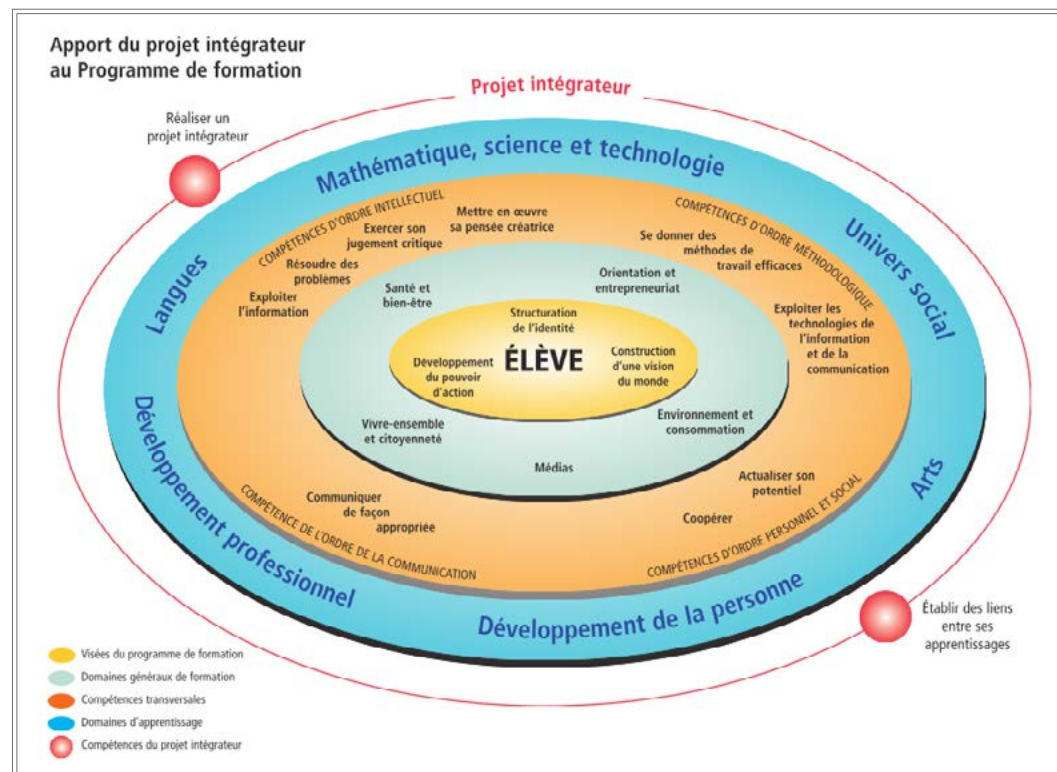 Apport du projet intégrateur
au Programme de formation
Projet intégrateur
Réaliser un
projet intégrateur
Mathématique, science et technologie
Langues
Univers social
COMPÉTENCES D'ORDRE INTELLECTUEL
COMPÉTENCES D'ORDRE MÉTHODOLOGIQUE
Mettre en œuvre
sa pensée créatrice
Exercer son
jugement critique
Résoudre des
problèmes
Exploiter
l'information
Se donner des
méthodes de
travail efficaces
Exploiter les
technologies de
l'information
et de la
communication
Santé et
bien-être
Orientation et
entrepreneuriat
Structuration
de l'identité
ÉLÈVE
Développement
du pouvoir
d'action
Construction
d'une vision
du monde
Vivre-ensemble
et citoyenneté
Environnement et
consommation
Médias
Communiquer
de façon
appropriée
Actualiser son
potentiel
Coopérer
COMPÉTENCE DE L'ORDRE DE LA COMMUNICATION
COMPÉTENCES D'ORDRE PERSONNEL ET SOCIAL
Arts
Développement professionnel
Développement de la personne
Établir des liens
entre ses
apprentissages
Visées du programme de formation
Domaines généraux de formation
Compétences transversales
Domaines d'apprentissage
Compétences du projet intégrateur